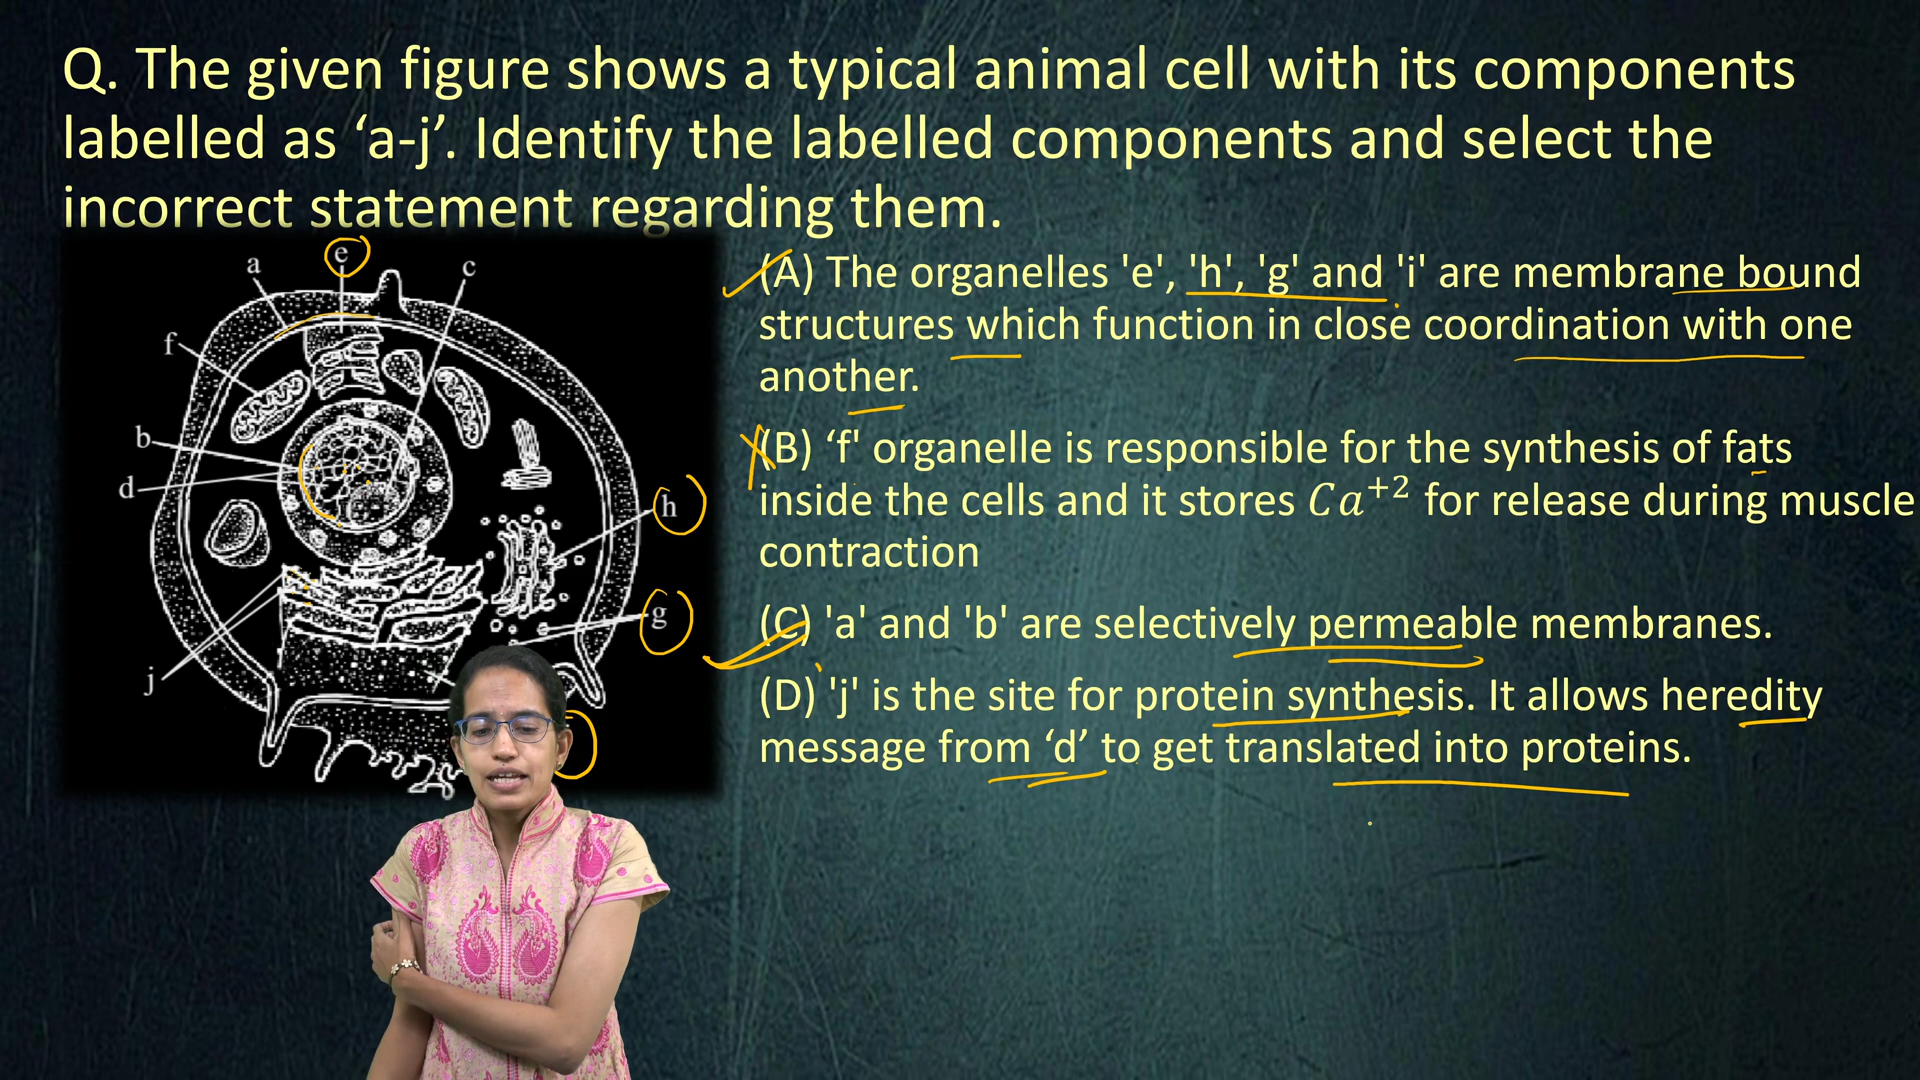 Q. The given figure shows a typical animal cell with its components
labelled as ‘a-j’. Identify the labelled components and select the
incorrect statement regarding them.
a
e
c
f
b
d
h
g
j
(A) The organelles 'e', 'h', 'g' and 'i' are membrane bound
structures which function in close coordination with one
another.
(B) ‘f' organelle is responsible for the synthesis of fats
inside the cells and it stores Ca⁺² for release during muscle
contraction
(C) 'a' and 'b' are selectively permeable membranes.
(D) 'j' is the site for protein synthesis. It allows heredity
message from ‘d’ to get translated into proteins.